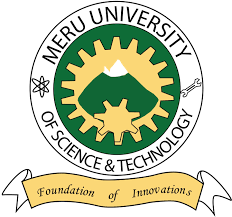 MERU UNIVERSITY
OF SCIENCE & TECHNOLOGY
Foundation of Innovations